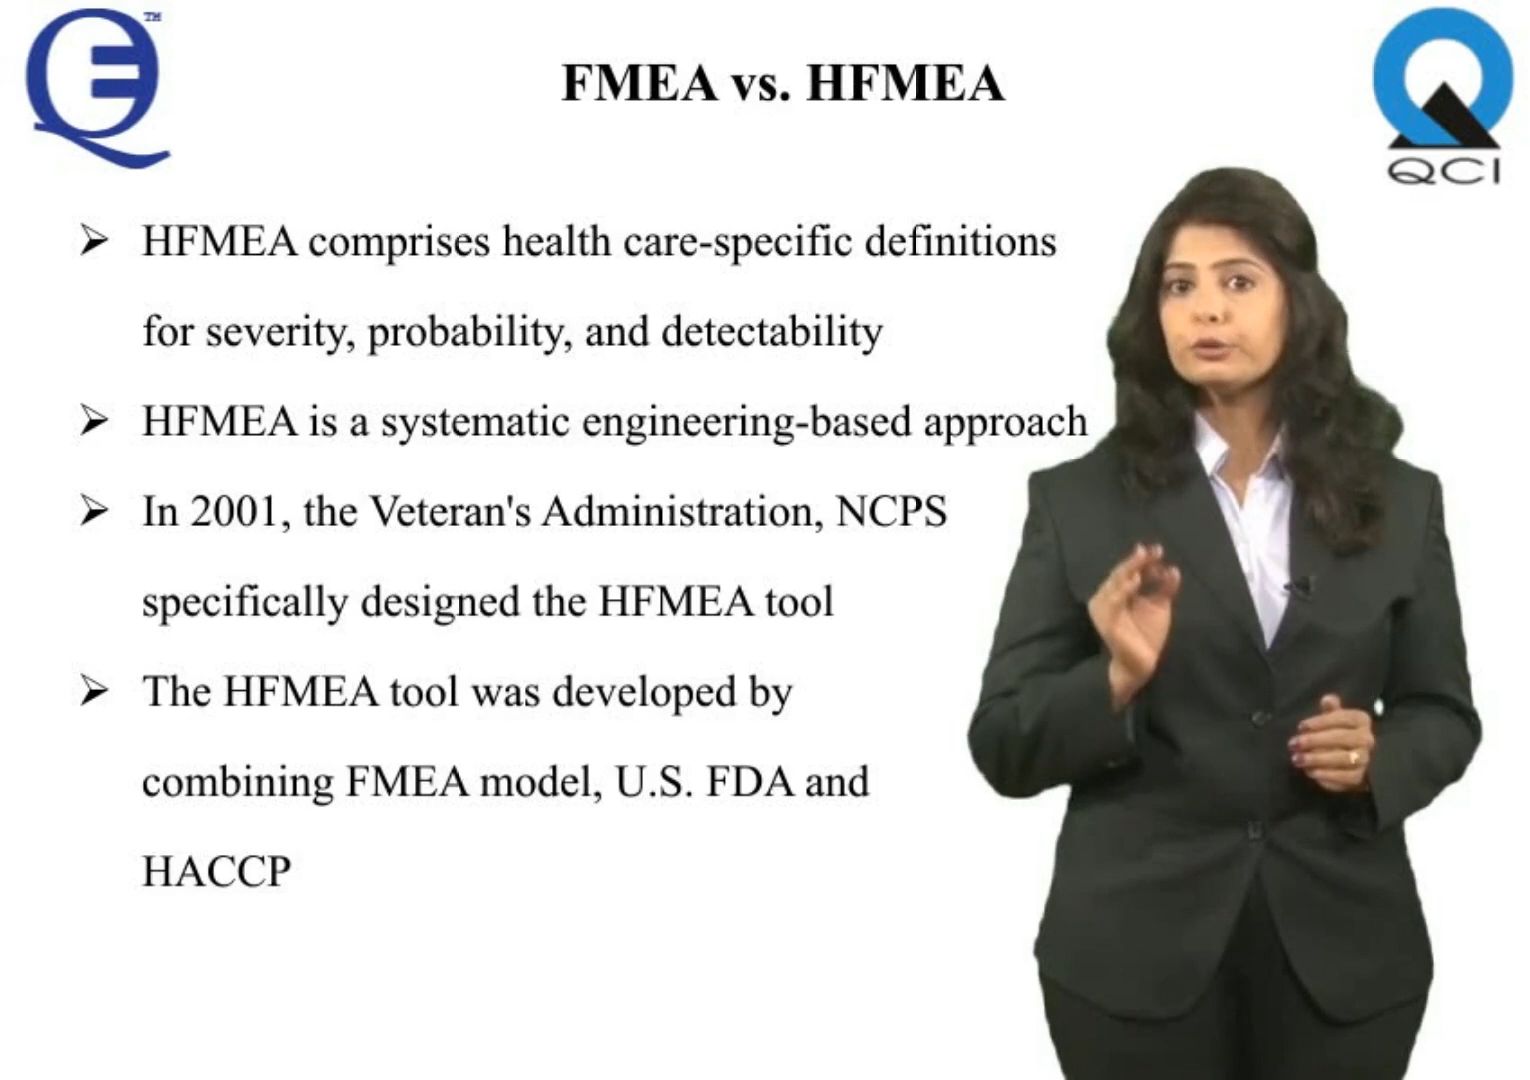 TM
FMEA vs. HFMEA
QCI
➢ HFMEA comprises health care-specific definitions
for severity, probability, and detectability
➢ HFMEA is a systematic engineering-based approach
➢ In 2001, the Veteran's Administration, NCPS
specifically designed the HFMEA tool
➢ The HFMEA tool was developed by
combining FMEA model, U.S. FDA and
HACCP